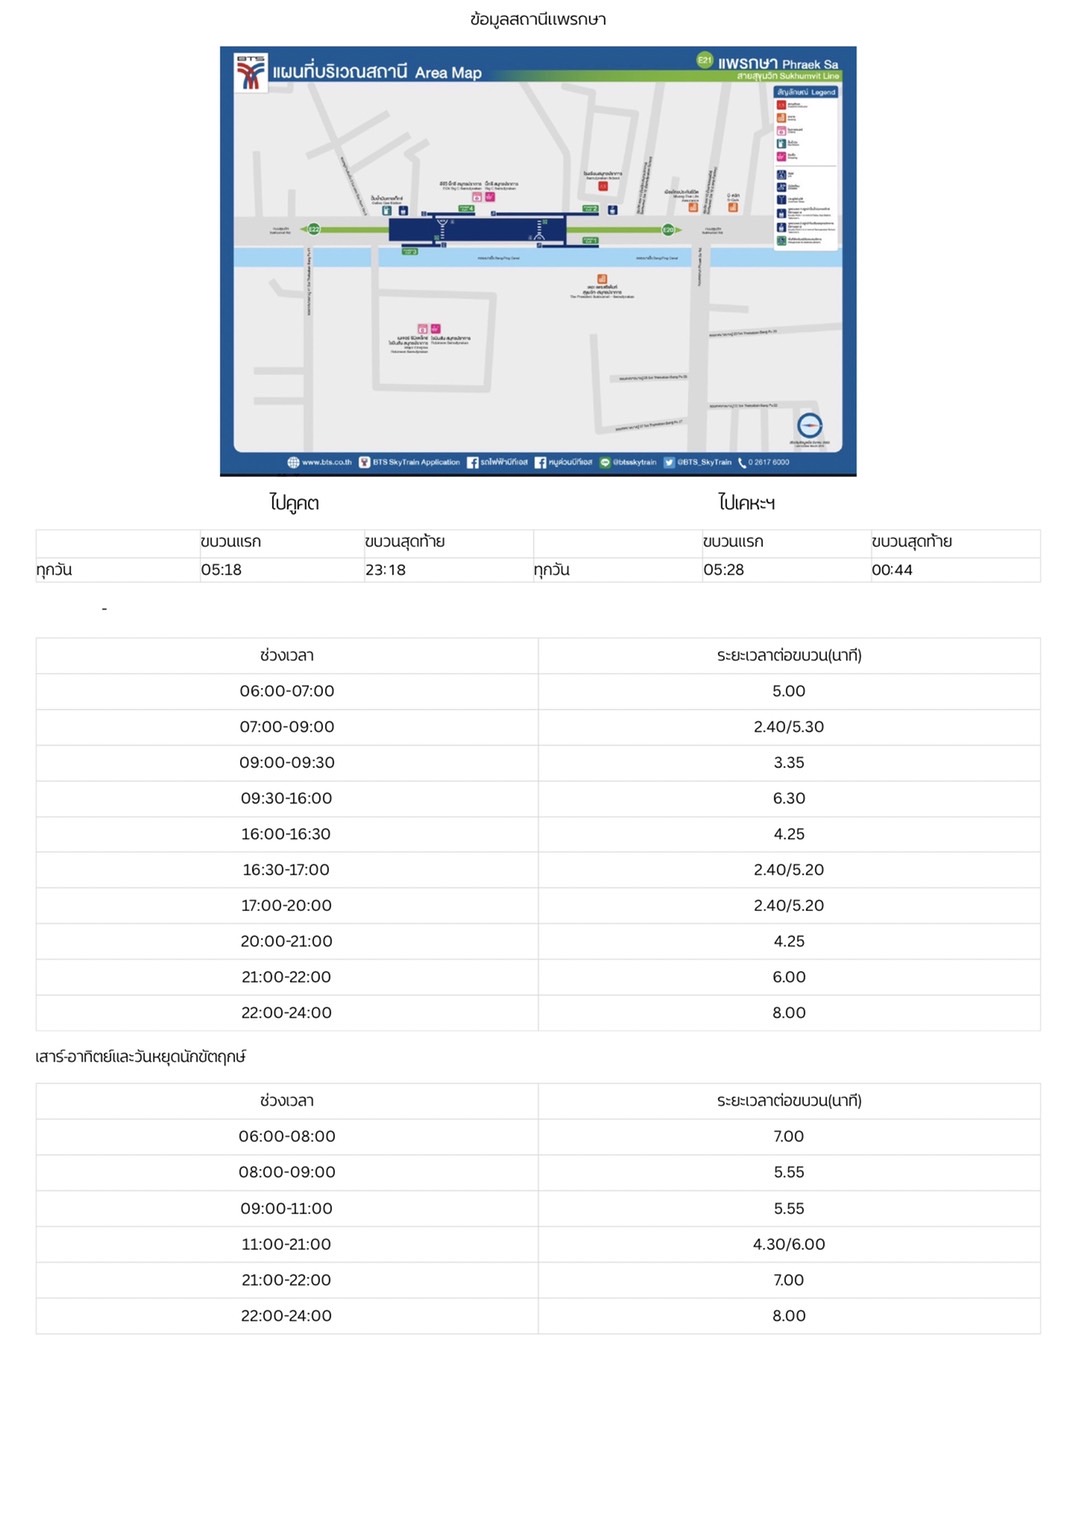 ข้อมูลสถานีแพรกษา
BTS
แผนที่บริเวณสถานี Area Map
E21 แพรกษา Phraek Sa
สายสุขุมวิท Sukhumvit Line
สัญลักษณ์ Legend
E22
E20
www.bts.co.th BTS SkyTrain Application รถไฟฟ้าบีทีเอส หนูด่วนบีทีเอส @btsskytrain @BTS_SkyTrain 0 2617 6000
ไปคูคต ไปเคหะฯ
ขบวนแรก ขบวนสุดท้าย ขบวนแรก ขบวนสุดท้าย
ทุกวัน 05:18 23:18 ทุกวัน 05:28 00:44
-
ช่วงเวลา ระยะเวลาต่อขบวน(นาที)
06:00-07:00 5.00
07:00-09:00 2.40/5.30
09:00-09:30 3.35
09:30-16:00 6.30
16:00-16:30 4.25
16:30-17:00 2.40/5.20
17:00-20:00 2.40/5.20
20:00-21:00 4.25
21:00-22:00 6.00
22:00-24:00 8.00
เสาร์-อาทิตย์และวันหยุดนักขัตฤกษ์
ช่วงเวลา ระยะเวลาต่อขบวน(นาที)
06:00-08:00 7.00
08:00-09:00 5.55
09:00-11:00 5.55
11:00-21:00 4.30/6.00
21:00-22:00 7.00
22:00-24:00 8.00